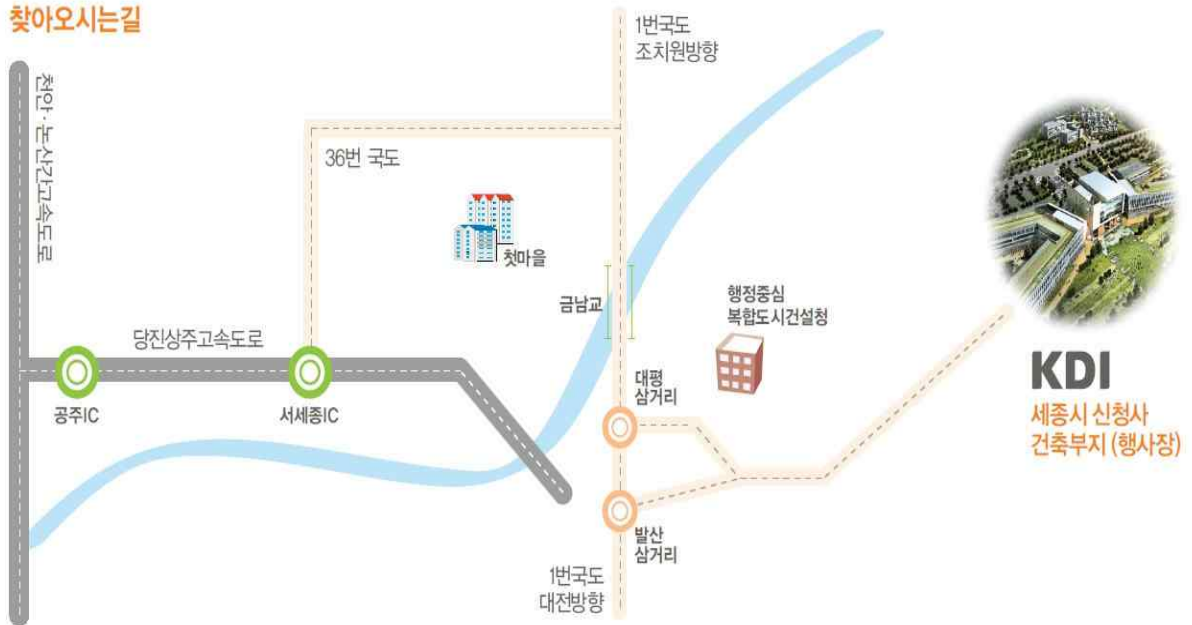 찾아오시는길
1번국도
조치원방향
천안·논산간고속도로
36번 국도
첫마을
금남교
행정중심
복합도시건설청
당진상주고속도로
KDI
대평
삼거리
공주IC
서세종IC
세종시 신청사
건축부지 (행사장)
발산
삼거리
1번국도
대전방향